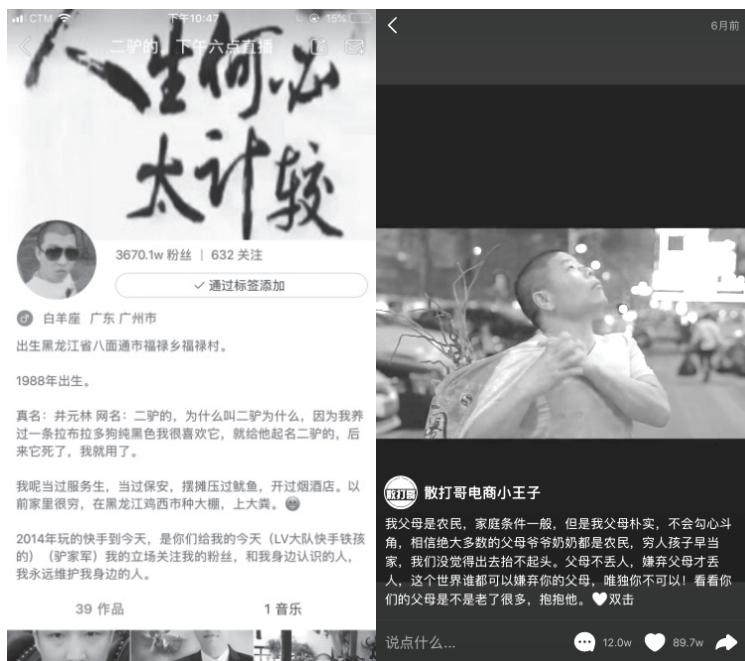 CTM
下午10:47
15%
二驴的。下午六点直播
人生何必
太计较
3670.1w 粉丝 | 632 关注
✓ 通过标签添加
白羊座 广东 广州市
出生黑龙江省八面通市福禄乡福禄村。
1988年出生。
真名：井元林 网名：二驴的，为什么叫二驴为什么，因为我养
过一条拉布拉多狗纯黑色我很喜欢它，就给他起名二驴的，后
来它死了，我就用了。
我呢当过服务生，当过保安，摆摊压过鱿鱼，开过烟酒店。以
前家里很穷，在黑龙江鸡西市种大棚，上大粪。
2014年玩的快手到今天，是你们给我的今天（LV大队快手铁孩
的）（驴家军）我的立场关注我的粉丝，和我身边认识的人，
我永远维护我身边的人。
39 作品
1 音乐
6月前
散打哥
散打哥电商小王子
我父母是农民，家庭条件一般，但是我父母朴实，不会勾心斗
角，相信绝大多数的父母爷爷奶奶都是农民，穷人孩子早当
家，我们没觉得出去抬不起头。父母不丢人，嫌弃父母才丢
人，这个世界谁都可以嫌弃你的父母，唯独你不可以！看看你
们的父母是不是老了很多，抱抱他。🤍双击
说点什么...
12.0w
89.7w